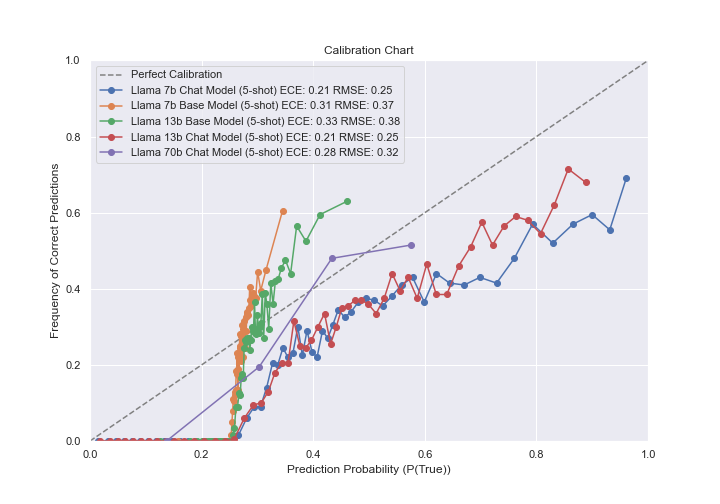 Calibration Chart
1.0
0.8
0.6
0.4
0.2
0.0
Frequency of Correct Predictions
Perfect Calibration
Llama 7b Chat Model (5-shot) ECE: 0.21 RMSE: 0.25
Llama 7b Base Model (5-shot) ECE: 0.31 RMSE: 0.37
Llama 13b Base Model (5-shot) ECE: 0.33 RMSE: 0.38
Llama 13b Chat Model (5-shot) ECE: 0.21 RMSE: 0.25
Llama 70b Chat Model (5-shot) ECE: 0.28 RMSE: 0.32
0.0 0.2 0.4 0.6 0.8 1.0
Prediction Probability (P(True))